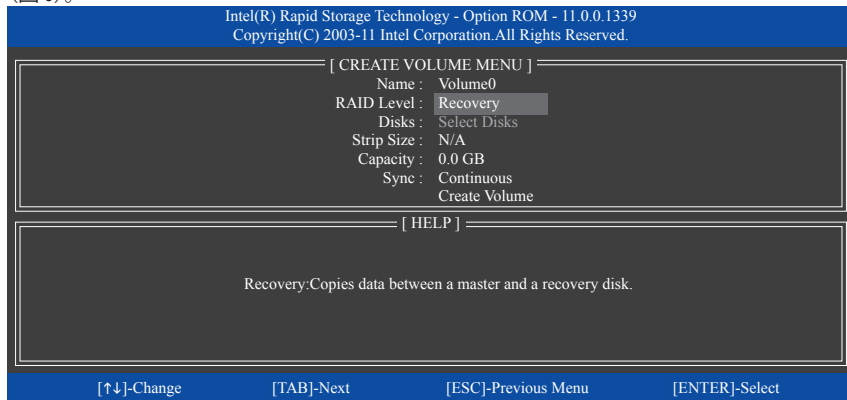 Intel(R) Rapid Storage Technology - Option ROM - 11.0.0.1339
Copyright(C) 2003-11 Intel Corporation.All Rights Reserved.
[ CREATE VOLUME MENU ]
Name : Volume0
RAID Level : Recovery
Disks : Select Disks
Strip Size : N/A
Capacity : 0.0 GB
Sync : Continuous
Create Volume
[ HELP ]
Recovery:Copies data between a master and a recovery disk.
[↑↓]-Change [TAB]-Next [ESC]-Previous Menu [ENTER]-Select